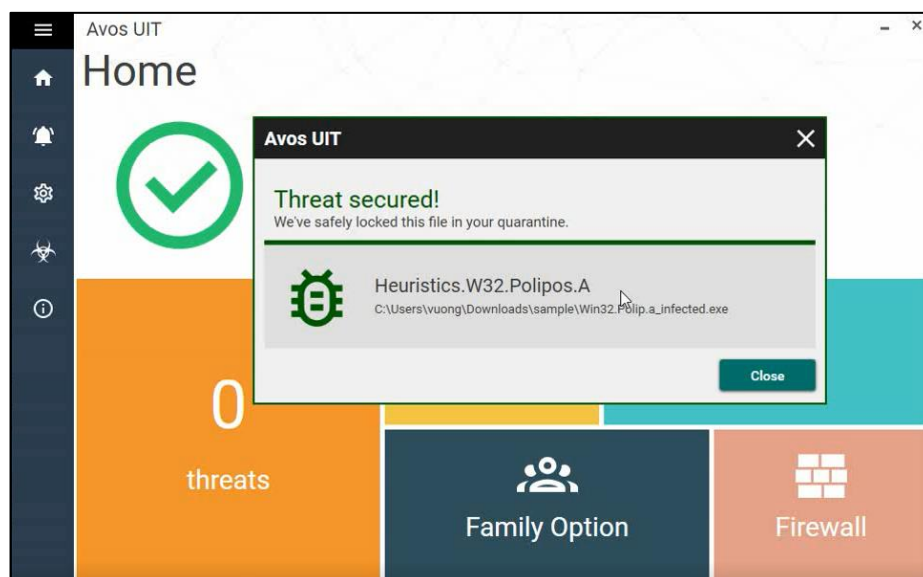 Avos UIT
Home
Avos UIT
Threat secured!
We've safely locked this file in your quarantine.
Heuristics.W32.Polipos.A
C:\Users\vuong\Downloads\sample\Win32.Polip.a_infected.exe
Close
0
threats
Family Option
Firewall